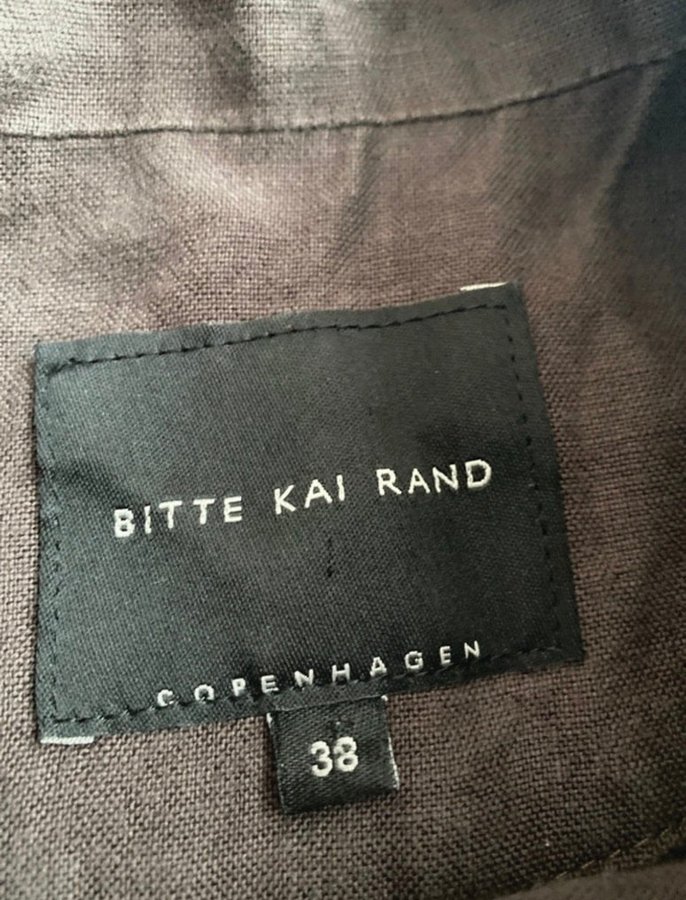 BITTE KAI RAND
COPENHAGEN
38